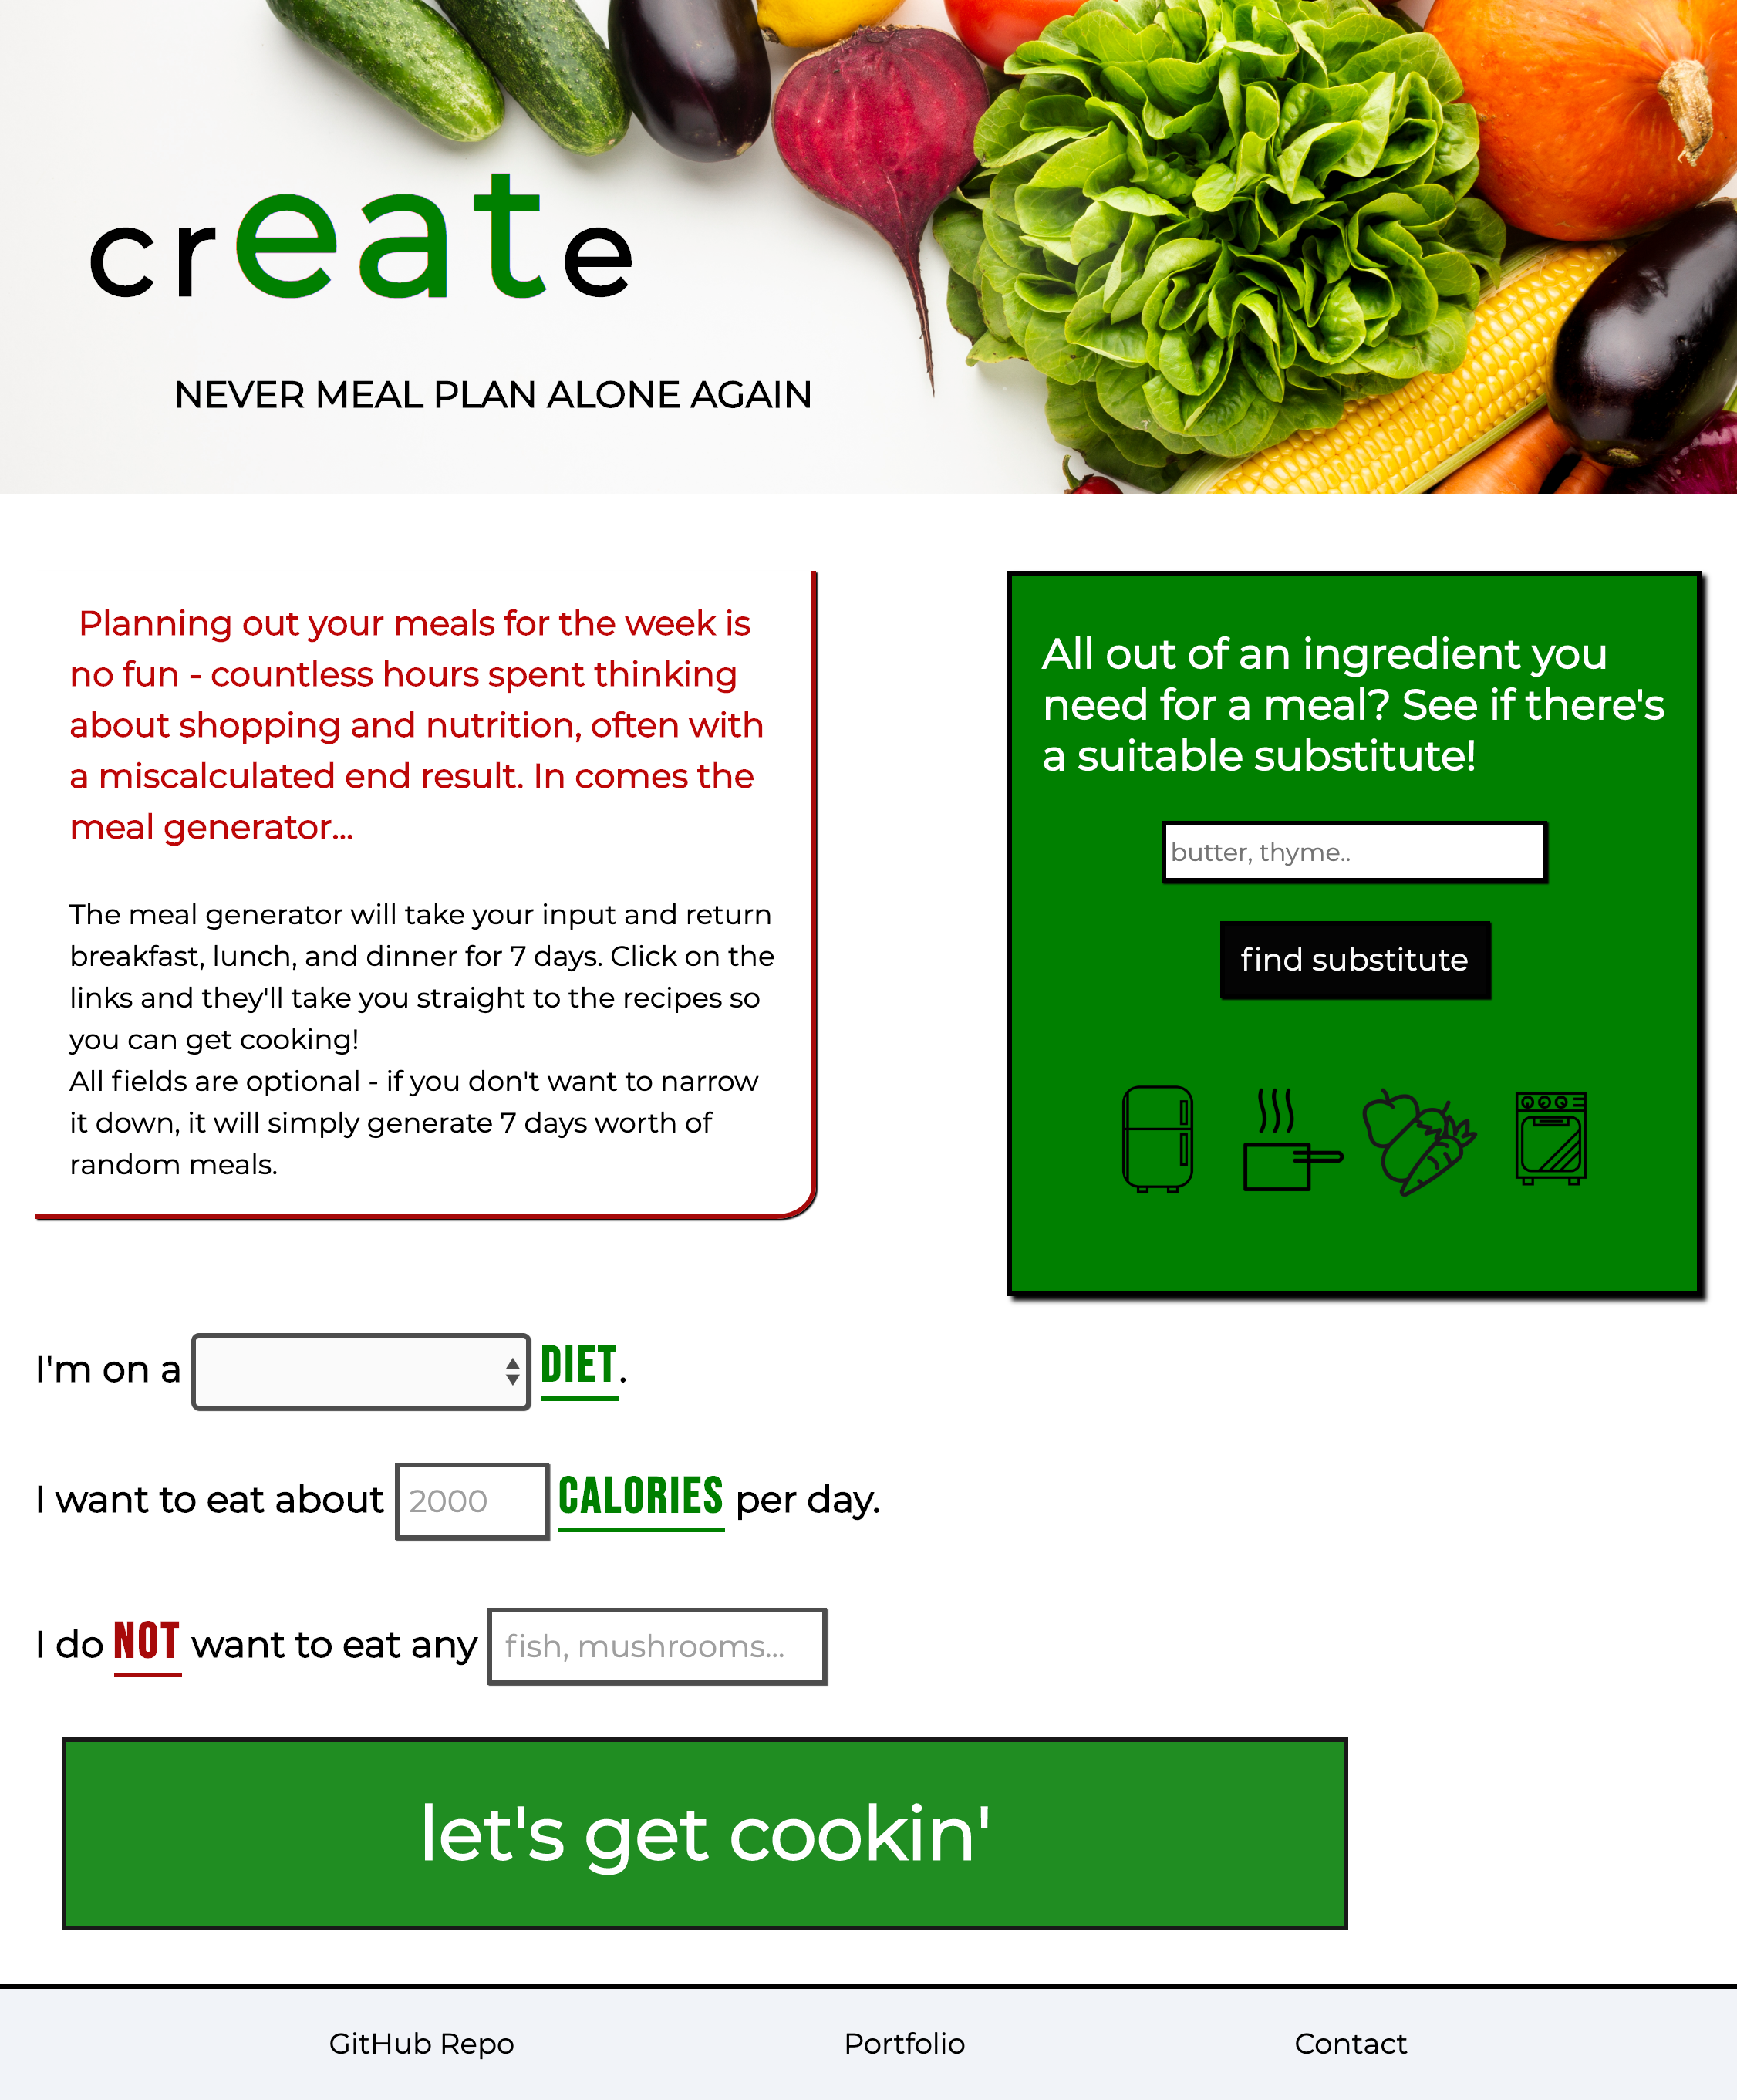 create
NEVER MEAL PLAN ALONE AGAIN
Planning out your meals for the week is
no fun - countless hours spent thinking
about shopping and nutrition, often with
a miscalculated end result. In comes the
meal generator...
The meal generator will take your input and return
breakfast, lunch, and dinner for 7 days. Click on the
links and they'll take you straight to the recipes so
you can get cooking!
All fields are optional - if you don't want to narrow
it down, it will simply generate 7 days worth of
random meals.
All out of an ingredient you
need for a meal? See if there's
a suitable substitute!
butter, thyme..
find substitute
I'm on a DIET.
I want to eat about 2000 CALORIES per day.
I do NOT want to eat any fish, mushrooms...
let's get cookin'
GitHub Repo Portfolio Contact